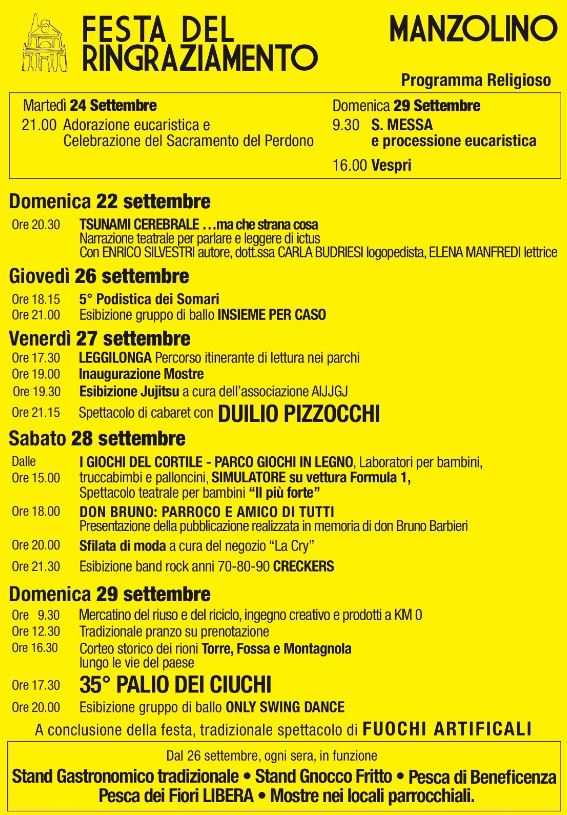 FESTA DEL
RINGRAZIAMENTO
MANZOLINO
Programma Religioso
Martedì 24 Settembre
21.00 Adorazione eucaristica e
Celebrazione del Sacramento del Perdono
Domenica 29 Settembre
9.30 S. MESSA
e processione eucaristica
16.00 Vespri
Domenica 22 settembre
Ore 20.30 TSUNAMI CEREBRALE ...ma che strana cosa
Narrazione teatrale per parlare e leggere di ictus
Con ENRICO SILVESTRI autore, dott.ssa CARLA BUDRIESI logopedista, ELENA MANFREDI lettrice
Giovedì 26 settembre
Ore 18.15 5° Podistica dei Somari
Ore 21.00 Esibizione gruppo di ballo INSIEME PER CASO
Venerdì 27 settembre
Ore 17.30 LEGGILONGA Percorso itinerante di lettura nei parchi
Ore 19.00 Inaugurazione Mostre
Ore 19.30 Esibizione Jujitsu a cura dell'associazione AIJJGJ
Ore 21.15 Spettacolo di cabaret con DUILIO PIZZOCCHI
Sabato 28 settembre
Dalle I GIOCHI DEL CORTILE - PARCO GIOCHI IN LEGNO, Laboratori per bambini,
Ore 15.00 truccabimbi e palloncini, SIMULATORE su vettura Formula 1,
Spettacolo teatrale per bambini "Il più forte"
Ore 18.00 DON BRUNO: PARROCO E AMICO DI TUTTI
Presentazione della pubblicazione realizzata in memoria di don Bruno Barbieri
Ore 20.00 Sfilata di moda a cura del negozio "La Cry"
Ore 21.30 Esibizione band rock anni 70-80-90 CRECKERS
Domenica 29 settembre
Ore 9.30 Mercatino del riuso e del riciclo, ingegno creativo e prodotti a KM 0
Ore 12.30 Tradizionale pranzo su prenotazione
Ore 16.30 Corteo storico dei rioni Torre, Fossa e Montagnola
lungo le vie del paese
Ore 17.30 35° PALIO DEI CIUCHI
Ore 20.00 Esibizione gruppo di ballo ONLY SWING DANCE
A conclusione della festa, tradizionale spettacolo di FUOCHI ARTIFICALI
Dal 26 settembre, ogni sera, in funzione
Stand Gastronomico tradizionale • Stand Gnocco Fritto • Pesca di Beneficenza
Pesca dei Fiori LIBERA • Mostre nei locali parrocchiali.